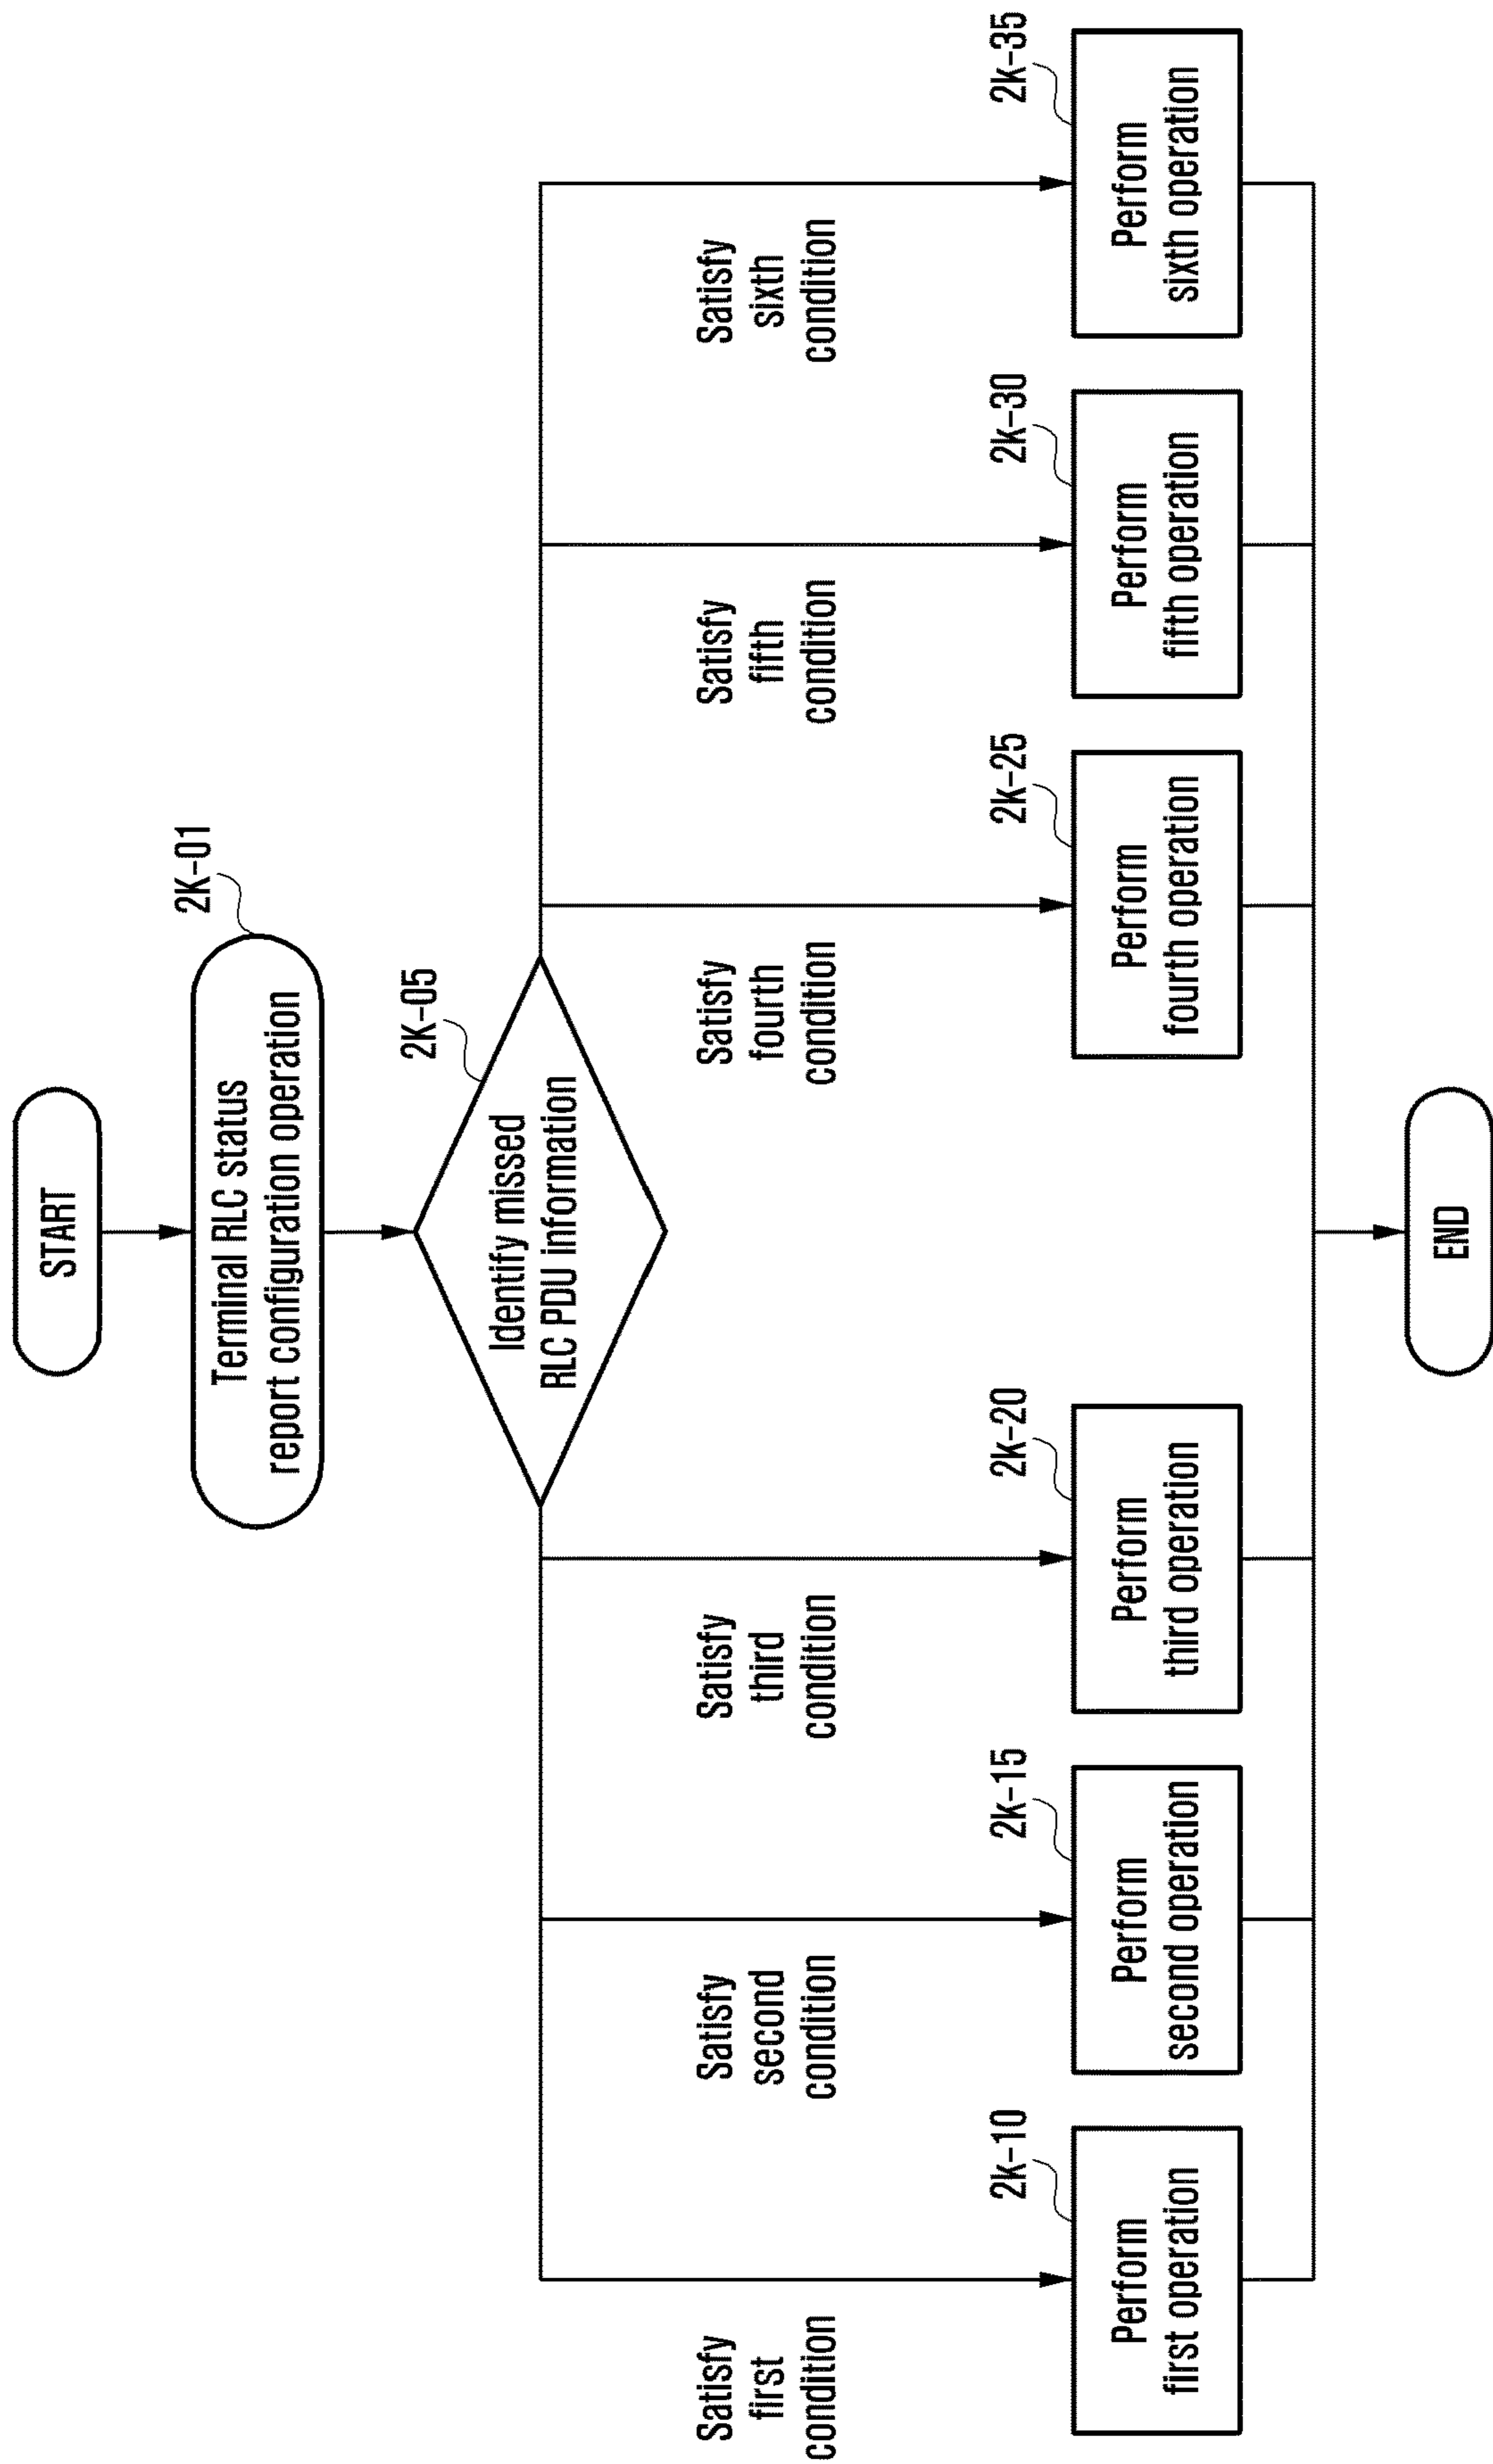 START
2K-01
Terminal RLC status
report configuration operation
2K-05
Identify missed
RLC PDU information
Satisfy
first
condition
Satisfy
second
condition
Satisfy
third
condition
Satisfy
fourth
condition
Satisfy
fifth
condition
Satisfy
sixth
condition
2K-10
Perform
first operation
2K-15
Perform
second operation
2K-20
Perform
third operation
2K-25
Perform
fourth operation
2K-30
Perform
fifth operation
2K-35
Perform
sixth operation
END